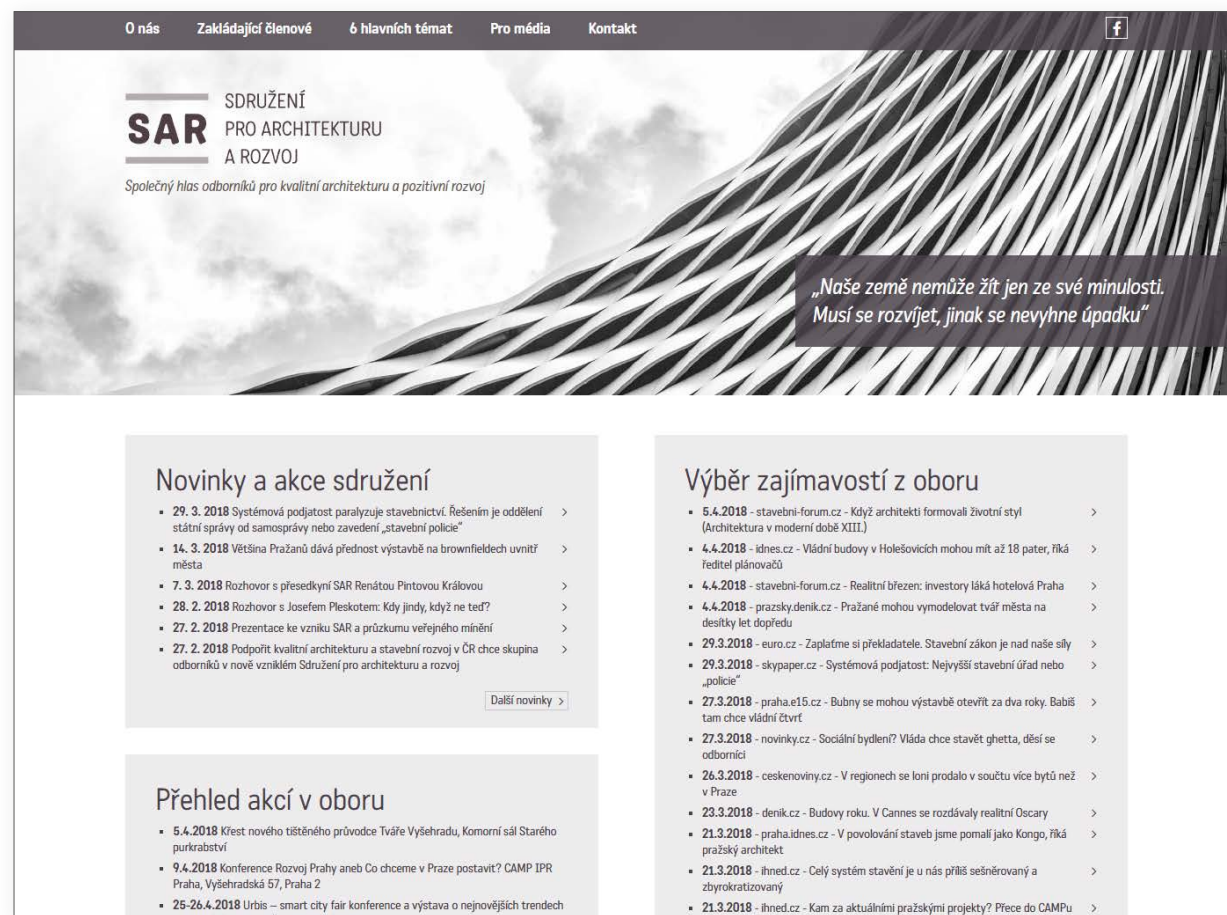 O nás Zakládající členové 6 hlavních témat Pro média Kontakt f
SAR
SDRUŽENÍ
PRO ARCHITEKTURU
A ROZVOJ
Společný hlas odborníků pro kvalitní architekturu a pozitivní rozvoj
„Naše země nemůže žít jen ze své minulosti.
Musí se rozvíjet, jinak se nevyhne úpadku“
Novinky a akce sdružení
29. 3. 2018 Systémová podjatost paralyzuje stavebnictví. Řešením je oddělení
státní správy od samosprávy nebo zavedení „stavební policie“
14. 3. 2018 Většina Pražanů dává přednost výstavbě na brownfieldech uvnitř
města
7. 3. 2018 Rozhovor s přesedkyní SAR Renátou Pintovou Královou
28. 2. 2018 Rozhovor s Josefem Pleskotem: Kdy jindy, když ne teď?
27. 2. 2018 Prezentace ke vzniku SAR a průzkumu veřejného mínění
27. 2. 2018 Podpořit kvalitní architekturu a stavební rozvoj v ČR chce skupina
odborníků v nově vzniklém Sdružení pro architekturu a rozvoj
Další novinky >
Přehled akcí v oboru
5.4.2018 Křest nového tištěného průvodce Tváře Vyšehradu, Komorní sál Starého
purkrabství
9.4.2018 Konference Rozvoj Prahy aneb Co chceme v Praze postavit? CAMP IPR
Praha, Vyšehradská 57, Praha 2
25-26.4.2018 Urbis – smart city fair konference a výstava o nejnovějších trendech
Výběr zajímavostí z oboru
5.4.2018 - stavebni-forum.cz - Když architekti formovali životní styl
(Architektura v moderní době XIII.)
4.4.2018 - idnes.cz - Vládní budovy v Holešovicích mohou mít až 18 pater, říká
ředitel plánovačů
4.4.2018 - stavebni-forum.cz - Realitní březen: investory láká hotelová Praha
4.4.2018 - prazsky.denik.cz - Pražané mohou vymodelovat tvář města na
desítky let dopředu
29.3.2018 - euro.cz - Zaplaťme si překladatele. Stavební zákon je nad naše síly
29.3.2018 - skypaper.cz - Systémová podjatost: Nejvyšší stavební úřad nebo
„policie“
27.3.2018 - praha.e15.cz - Bubny se mohou výstavbě otevřít za dva roky. Babiš
tam chce vládní čtvrť
27.3.2018 - novinky.cz - Sociální bydlení? Vláda chce stavět ghetta, děsí se
odborníci
26.3.2018 - ceskenoviny.cz - V regionech se loni prodalo v součtu více bytů než
v Praze
23.3.2018 - denik.cz - Budovy roku. V Cannes se rozdávaly realitní Oscary
21.3.2018 - praha.idnes.cz - V povolování staveb jsme pomalí jako Kongo, říká
pražský architekt
21.3.2018 - ihned.cz - Celý systém stavění je u nás příliš sešněrovaný a
zbyrokratizovaný
21.3.2018 - ihned.cz - Kam za aktuálními pražskými projekty? Přece do CAMPu